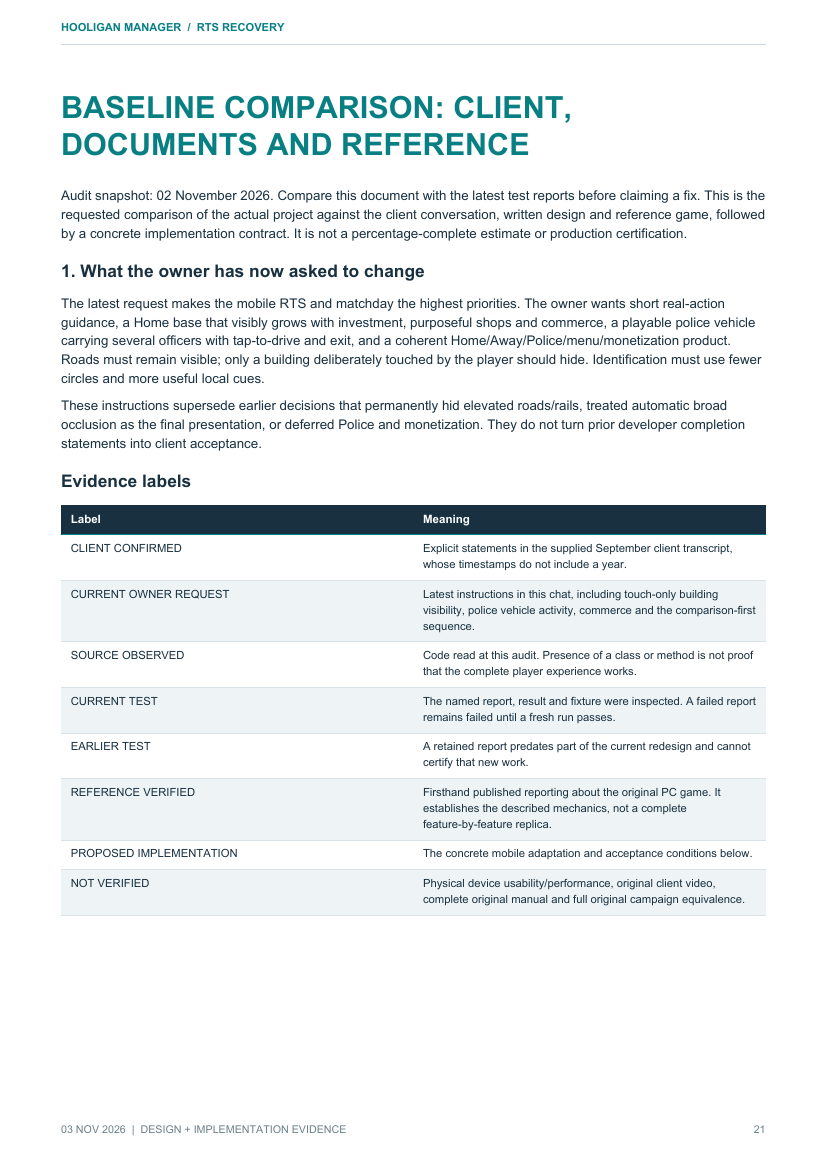 HOOLIGAN MANAGER / RTS RECOVERY
BASELINE COMPARISON: CLIENT,
DOCUMENTS AND REFERENCE
Audit snapshot: 02 November 2026. Compare this document with the latest test reports before claiming a fix. This is the
requested comparison of the actual project against the client conversation, written design and reference game, followed
by a concrete implementation contract. It is not a percentage-complete estimate or production certification.
1. What the owner has now asked to change
The latest request makes the mobile RTS and matchday the highest priorities. The owner wants short real-action
guidance, a Home base that visibly grows with investment, purposeful shops and commerce, a playable police vehicle
carrying several officers with tap-to-drive and exit, and a coherent Home/Away/Police/menu/monetization product.
Roads must remain visible; only a building deliberately touched by the player should hide. Identification must use fewer
circles and more useful local cues.
These instructions supersede earlier decisions that permanently hid elevated roads/rails, treated automatic broad
occlusion as the final presentation, or deferred Police and monetization. They do not turn prior developer completion
statements into client acceptance.
Evidence labels
Label Meaning
CLIENT CONFIRMED Explicit statements in the supplied September client transcript,
whose timestamps do not include a year.
CURRENT OWNER REQUEST Latest instructions in this chat, including touch-only building
visibility, police vehicle activity, commerce and the comparison-first
sequence.
SOURCE OBSERVED Code read at this audit. Presence of a class or method is not proof
that the complete player experience works.
CURRENT TEST The named report, result and fixture were inspected. A failed report
remains failed until a fresh run passes.
EARLIER TEST A retained report predates part of the current redesign and cannot
certify that new work.
REFERENCE VERIFIED Firsthand published reporting about the original PC game. It
establishes the described mechanics, not a complete
feature-by-feature replica.
PROPOSED IMPLEMENTATION The concrete mobile adaptation and acceptance conditions below.
NOT VERIFIED Physical device usability/performance, original client video,
complete original manual and full original campaign equivalence.
03 NOV 2026 | DESIGN + IMPLEMENTATION EVIDENCE 21